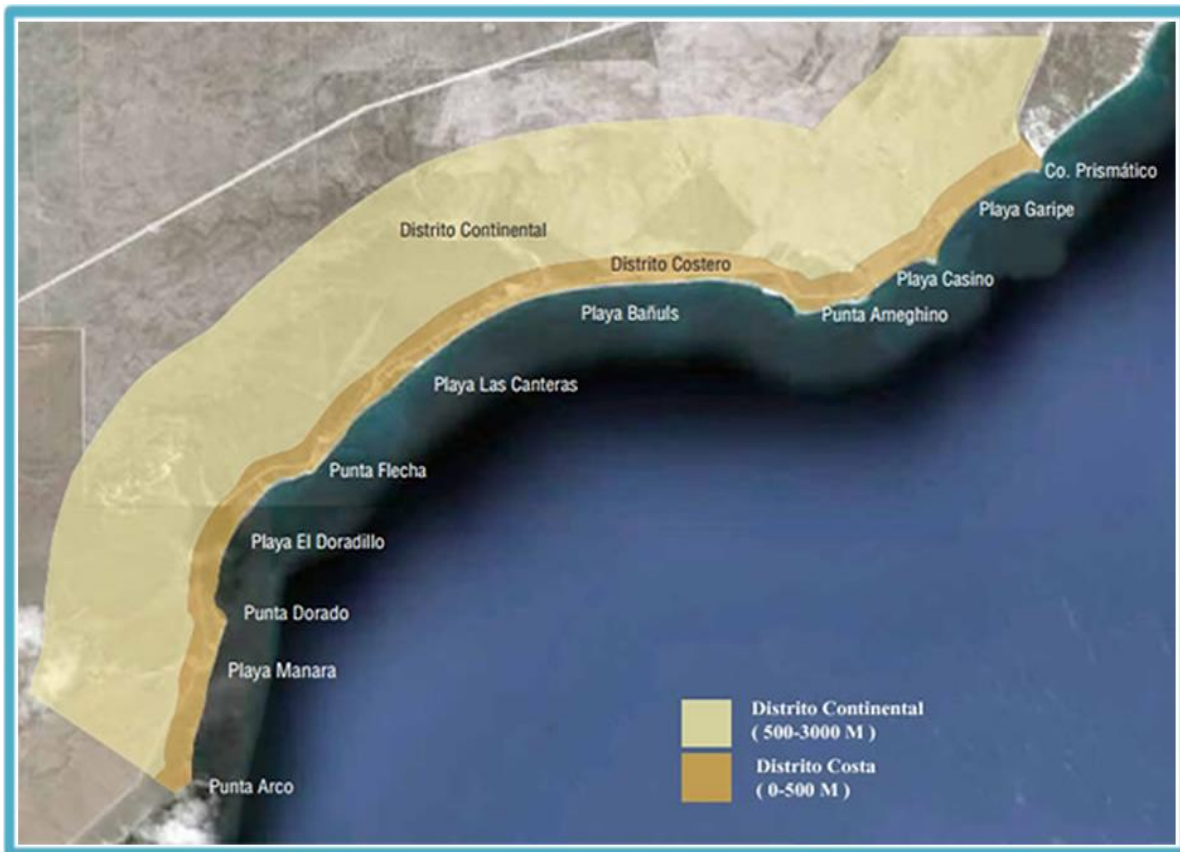 Co. Prismático
Playa Garipe
Distrito Continental
Distrito Costero
Playa Casino
Playa Bañuls
Punta Ameghino
Playa Las Canteras
Punta Flecha
Playa El Doradillo
Punta Dorado
Playa Manara
Punta Arco
Distrito Continental
( 500-3000 M )
Distrito Costa
( 0-500 M )